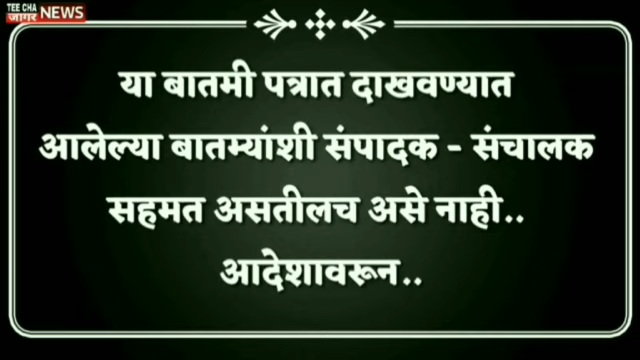 TEE CHA
जागर NEWS
या बातमी पत्रात दाखवण्यात
आलेल्या बातम्यांशी संपादक - संचालक
सहमत असतीलच असे नाही..
आदेशावरून..